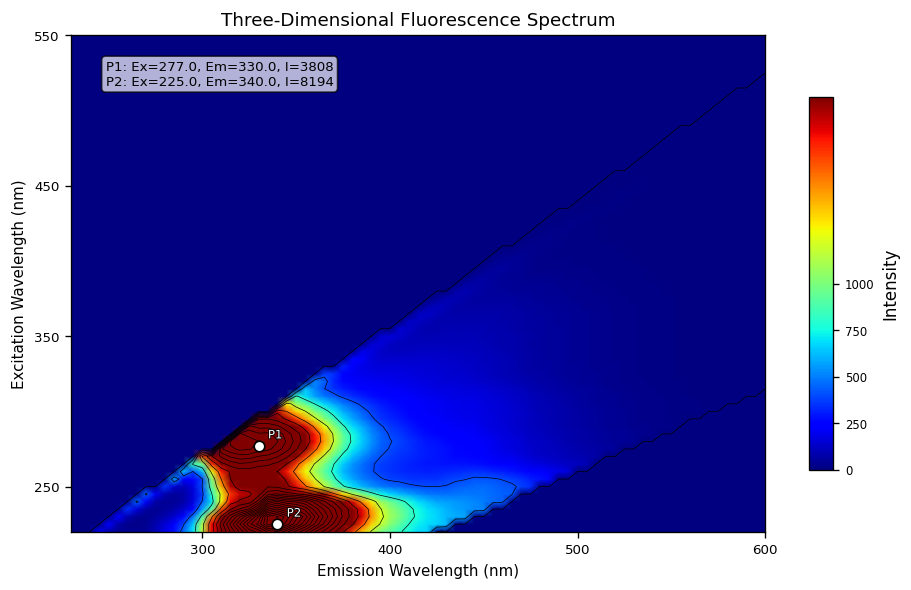 Three-Dimensional Fluorescence Spectrum
550
450
350
250
Excitation Wavelength (nm)
P1: Ex=277.0, Em=330.0, I=3808
P2: Ex=225.0, Em=340.0, I=8194
P1
P2
300
400
500
600
Emission Wavelength (nm)
1000
750
500
250
0
Intensity